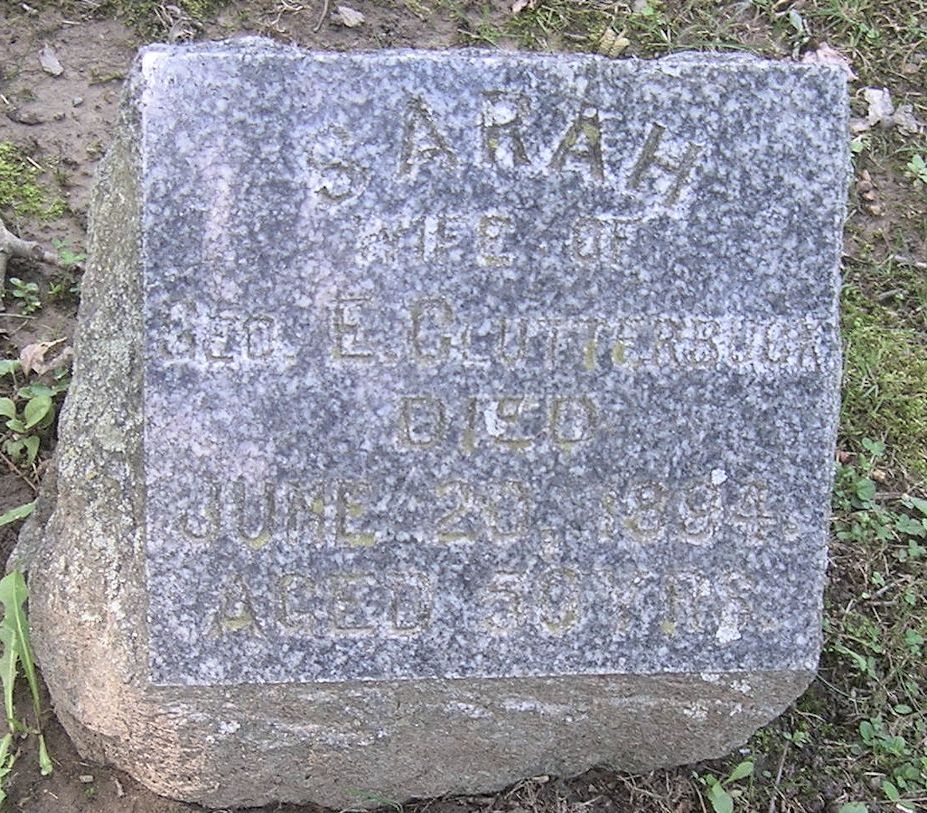 SARAH
WIFE OF
GEO. E. CLUTTERBUCK
DIED
JUNE 20, 1894.
AGED 50 YRS.